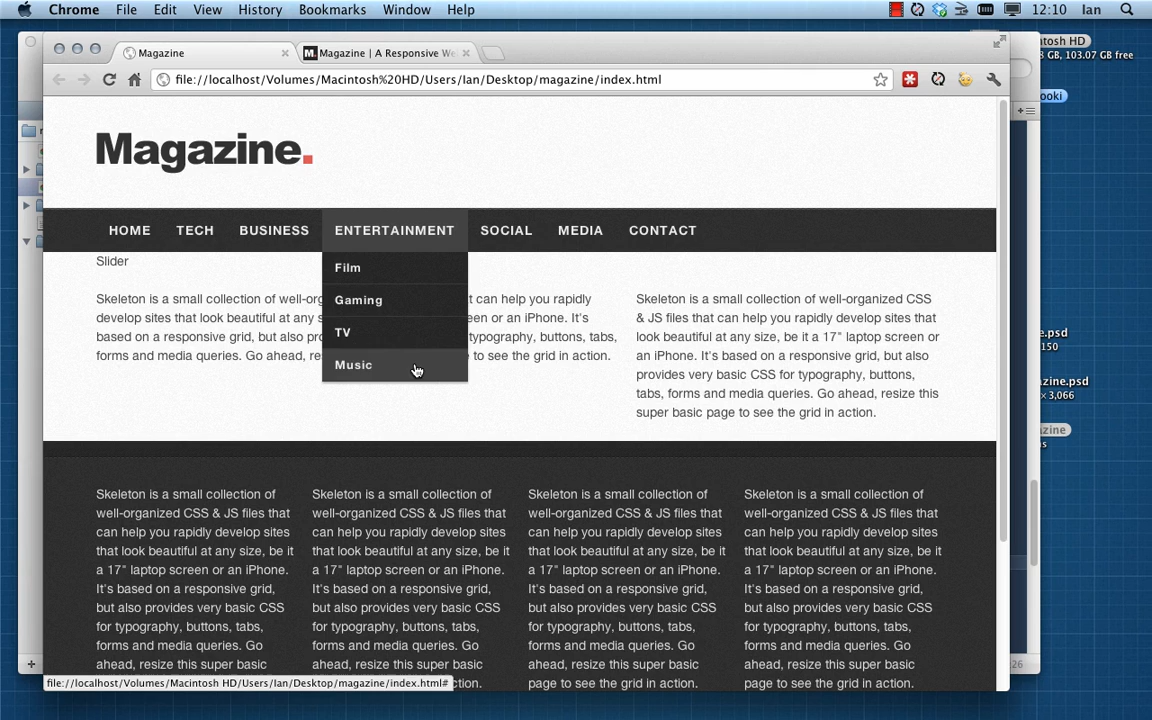 Chrome File Edit View History Bookmarks Window Help 12:10 Ian
Magazine
Magazine | A Responsive We
file://localhost/Volumes/Macintosh%20HD/Users/Ian/Desktop/magazine/index.html
Magazine.
HOME TECH BUSINESS ENTERTAINMENT SOCIAL MEDIA CONTACT
Film
Gaming
TV
Music
Slider
Skeleton is a small collection of well-org t can help you rapidly
develop sites that look beautiful at any s een or an iPhone. It's
based on a responsive grid, but also pro typography, buttons, tabs,
forms and media queries. Go ahead, re to see the grid in action.
Skeleton is a small collection of well-organized CSS
& JS files that can help you rapidly develop sites that
look beautiful at any size, be it a 17" laptop screen or
an iPhone. It's based on a responsive grid, but also
provides very basic CSS for typography, buttons,
tabs, forms and media queries. Go ahead, resize this
super basic page to see the grid in action.
Skeleton is a small collection of
well-organized CSS & JS files that
can help you rapidly develop sites
that look beautiful at any size, be it
a 17" laptop screen or an iPhone.
It's based on a responsive grid,
but also provides very basic CSS
for typography, buttons, tabs,
forms and media queries. Go
ahead, resize this super basic
Skeleton is a small collection of
well-organized CSS & JS files that
can help you rapidly develop sites
that look beautiful at any size, be it
a 17" laptop screen or an iPhone.
It's based on a responsive grid,
but also provides very basic CSS
for typography, buttons, tabs,
forms and media queries. Go
ahead, resize this super basic
page to see the grid in action.
Skeleton is a small collection of
well-organized CSS & JS files that
can help you rapidly develop sites
that look beautiful at any size, be it
a 17" laptop screen or an iPhone.
It's based on a responsive grid,
but also provides very basic CSS
for typography, buttons, tabs,
forms and media queries. Go
ahead, resize this super basic
page to see the grid in action.
Skeleton is a small collection of
well-organized CSS & JS files that
can help you rapidly develop sites
that look beautiful at any size, be it
a 17" laptop screen or an iPhone.
It's based on a responsive grid,
but also provides very basic CSS
for typography, buttons, tabs,
forms and media queries. Go
ahead, resize this super basic
page to see the grid in action.
file://localhost/Volumes/Macintosh HD/Users/Ian/Desktop/magazine/index.html#
ntosh HD
GB, 103.07 GB free
ooki
e.psd
150
azine.psd
× 3,066
azine
:26